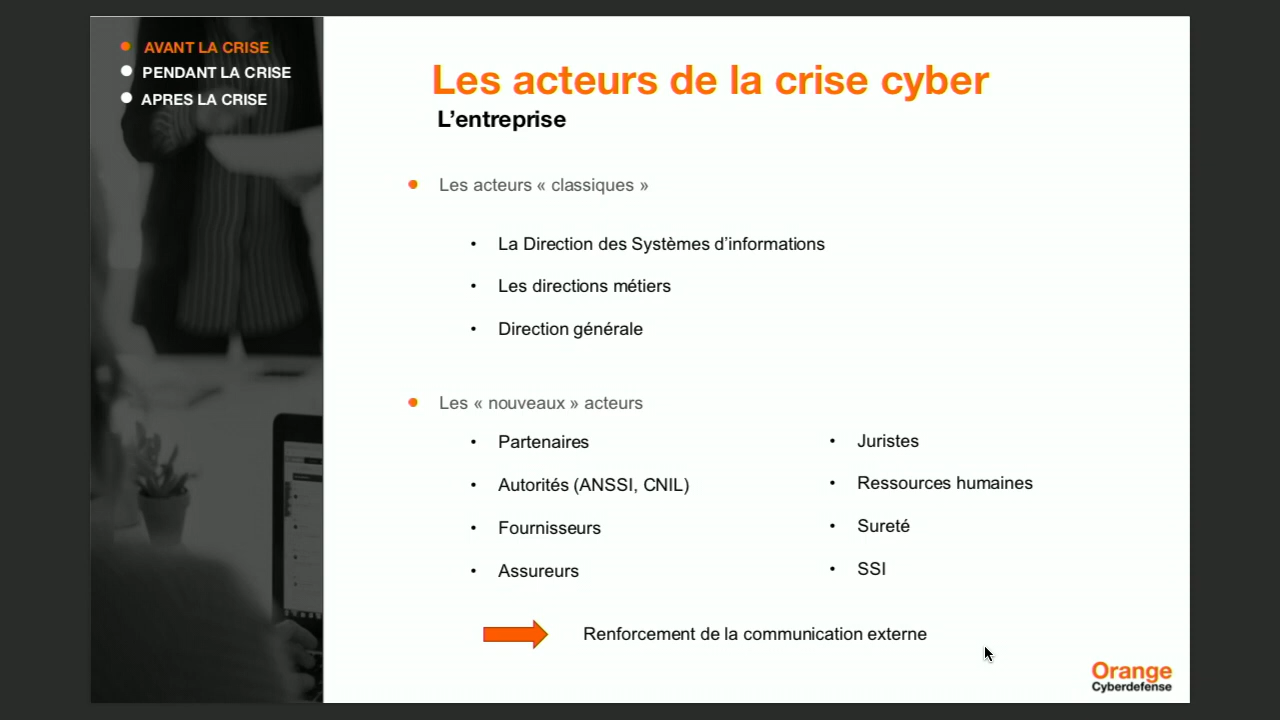 AVANT LA CRISE
PENDANT LA CRISE
APRES LA CRISE
Les acteurs de la crise cyber
L’entreprise
Les acteurs « classiques »
La Direction des Systèmes d’informations
Les directions métiers
Direction générale
Les « nouveaux » acteurs
Partenaires
Autorités (ANSSI, CNIL)
Fournisseurs
Assureurs
Juristes
Ressources humaines
Sureté
SSI
Renforcement de la communication externe
Orange
Cyberdefense